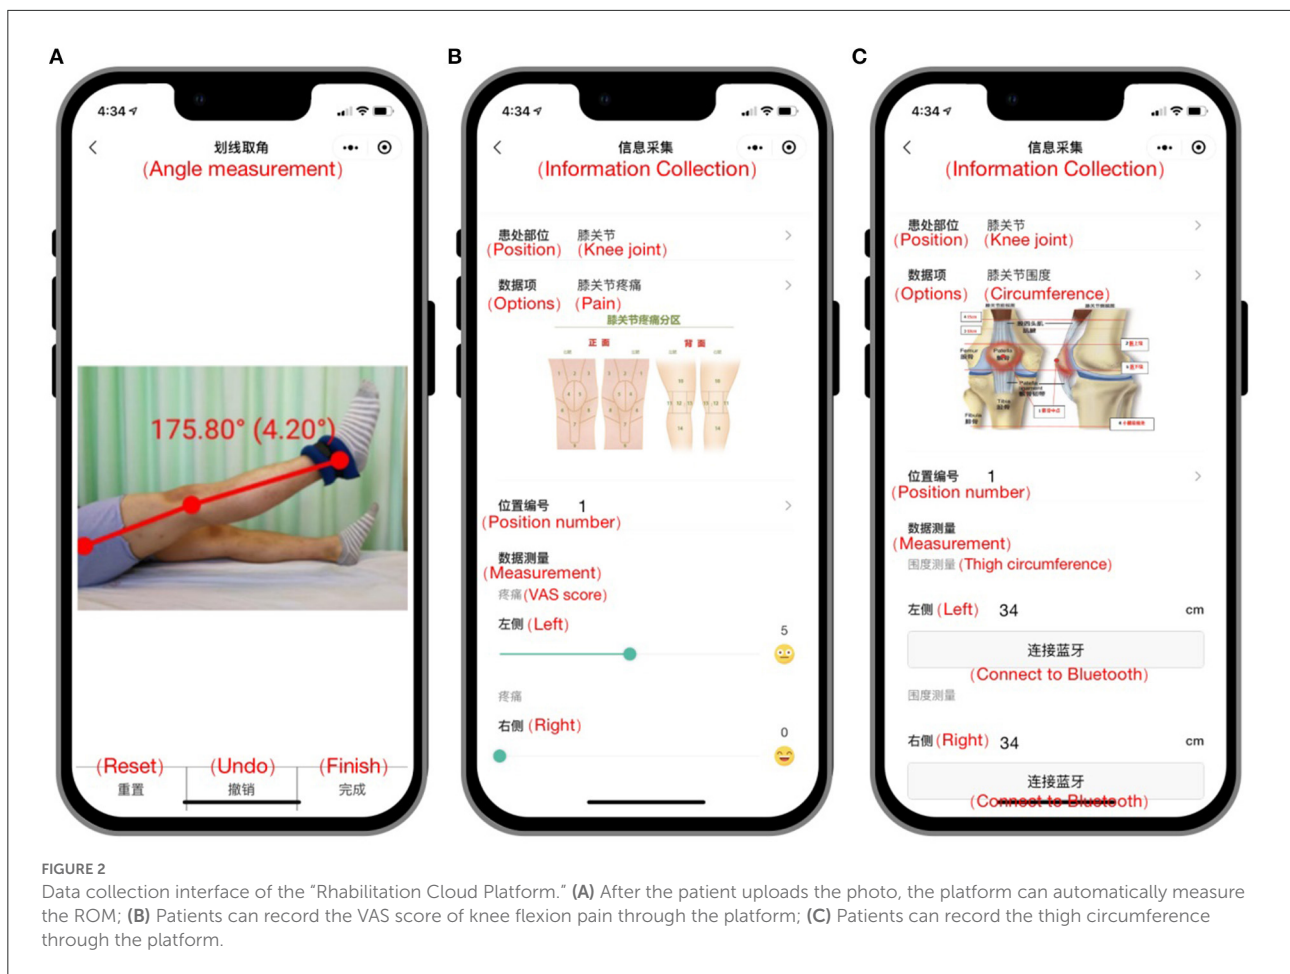 A
4:34
划线取角
(Angle measurement)
175.80° (4.20°)
(Reset) (Undo) (Finish)
重置 撤销 完成
B
4:34
信息采集
(Information Collection)
患处部位 膝关节
(Position) (Knee joint)
数据项 膝关节疼痛
(Options) (Pain)
膝关节疼痛分区
正 面 背 面
位置编号 1
(Position number)
数据测量
(Measurement)
疼痛 (VAS score)
左侧 (Left)
5
疼痛
右侧 (Right)
0
C
4:34
信息采集
(Information Collection)
患处部位 膝关节
(Position) (Knee joint)
数据项 膝关节围度
(Options) (Circumference)
Femur
Patella
Tibia
Fibula
位置编号 1
(Position number)
数据测量
(Measurement)
围度测量 (Thigh circumference)
左侧 (Left) 34 cm
连接蓝牙
(Connect to Bluetooth)
围度测量
右侧 (Right) 34 cm
连接蓝牙
(Connect to Bluetooth)
FIGURE 2
Data collection interface of the “Rhabilitation Cloud Platform.” (A) After the patient uploads the photo, the platform can automatically measure
the ROM; (B) Patients can record the VAS score of knee flexion pain through the platform; (C) Patients can record the thigh circumference
through the platform.